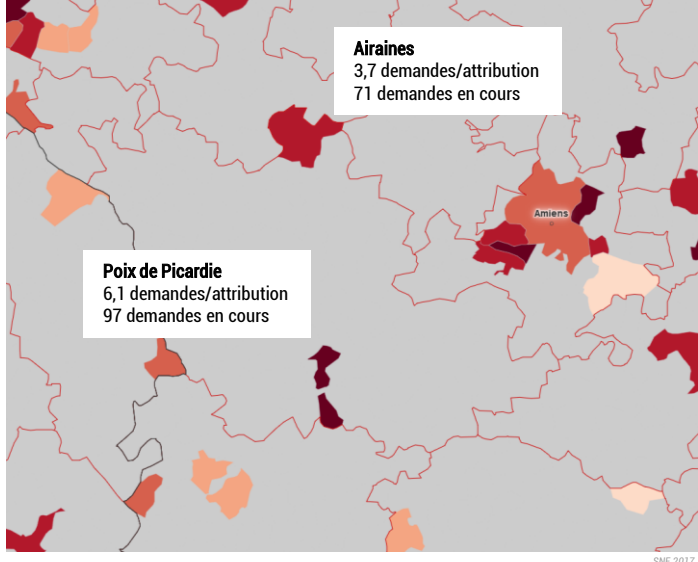 Airaines
3,7 demandes/attribution
71 demandes en cours
Amiens
Poix de Picardie
6,1 demandes/attribution
97 demandes en cours
SNE 2017